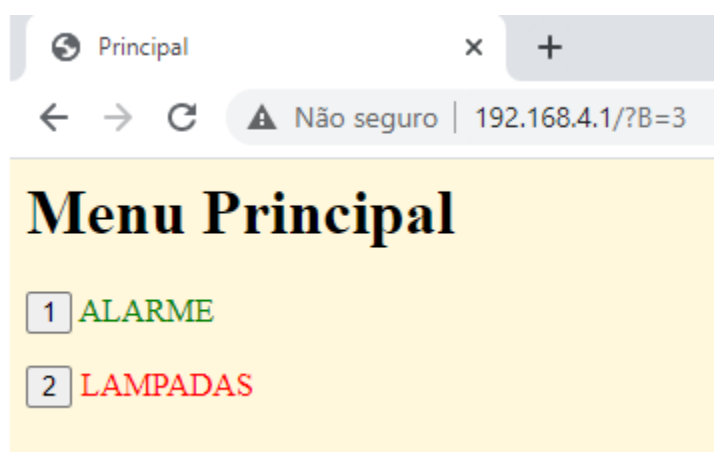 Principal
Não seguro | 192.168.4.1/?B=3
Menu Principal
1 ALARME
2 LAMPADAS